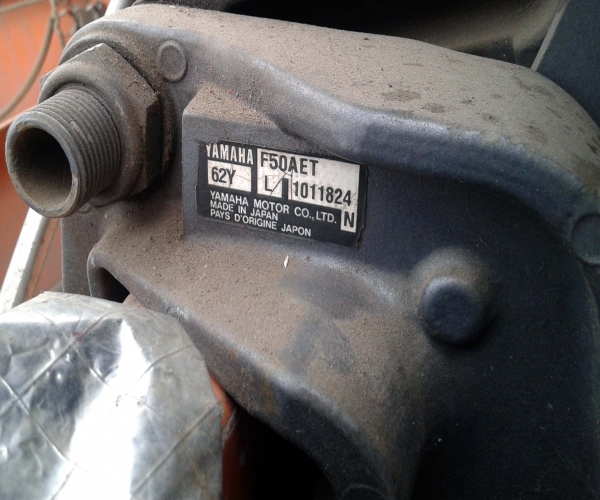 YAMAHA F50AET
62Y L 1011824
YAMAHA MOTOR CO.,LTD. N
MADE IN JAPAN
PAYS D'ORIGINE JAPON